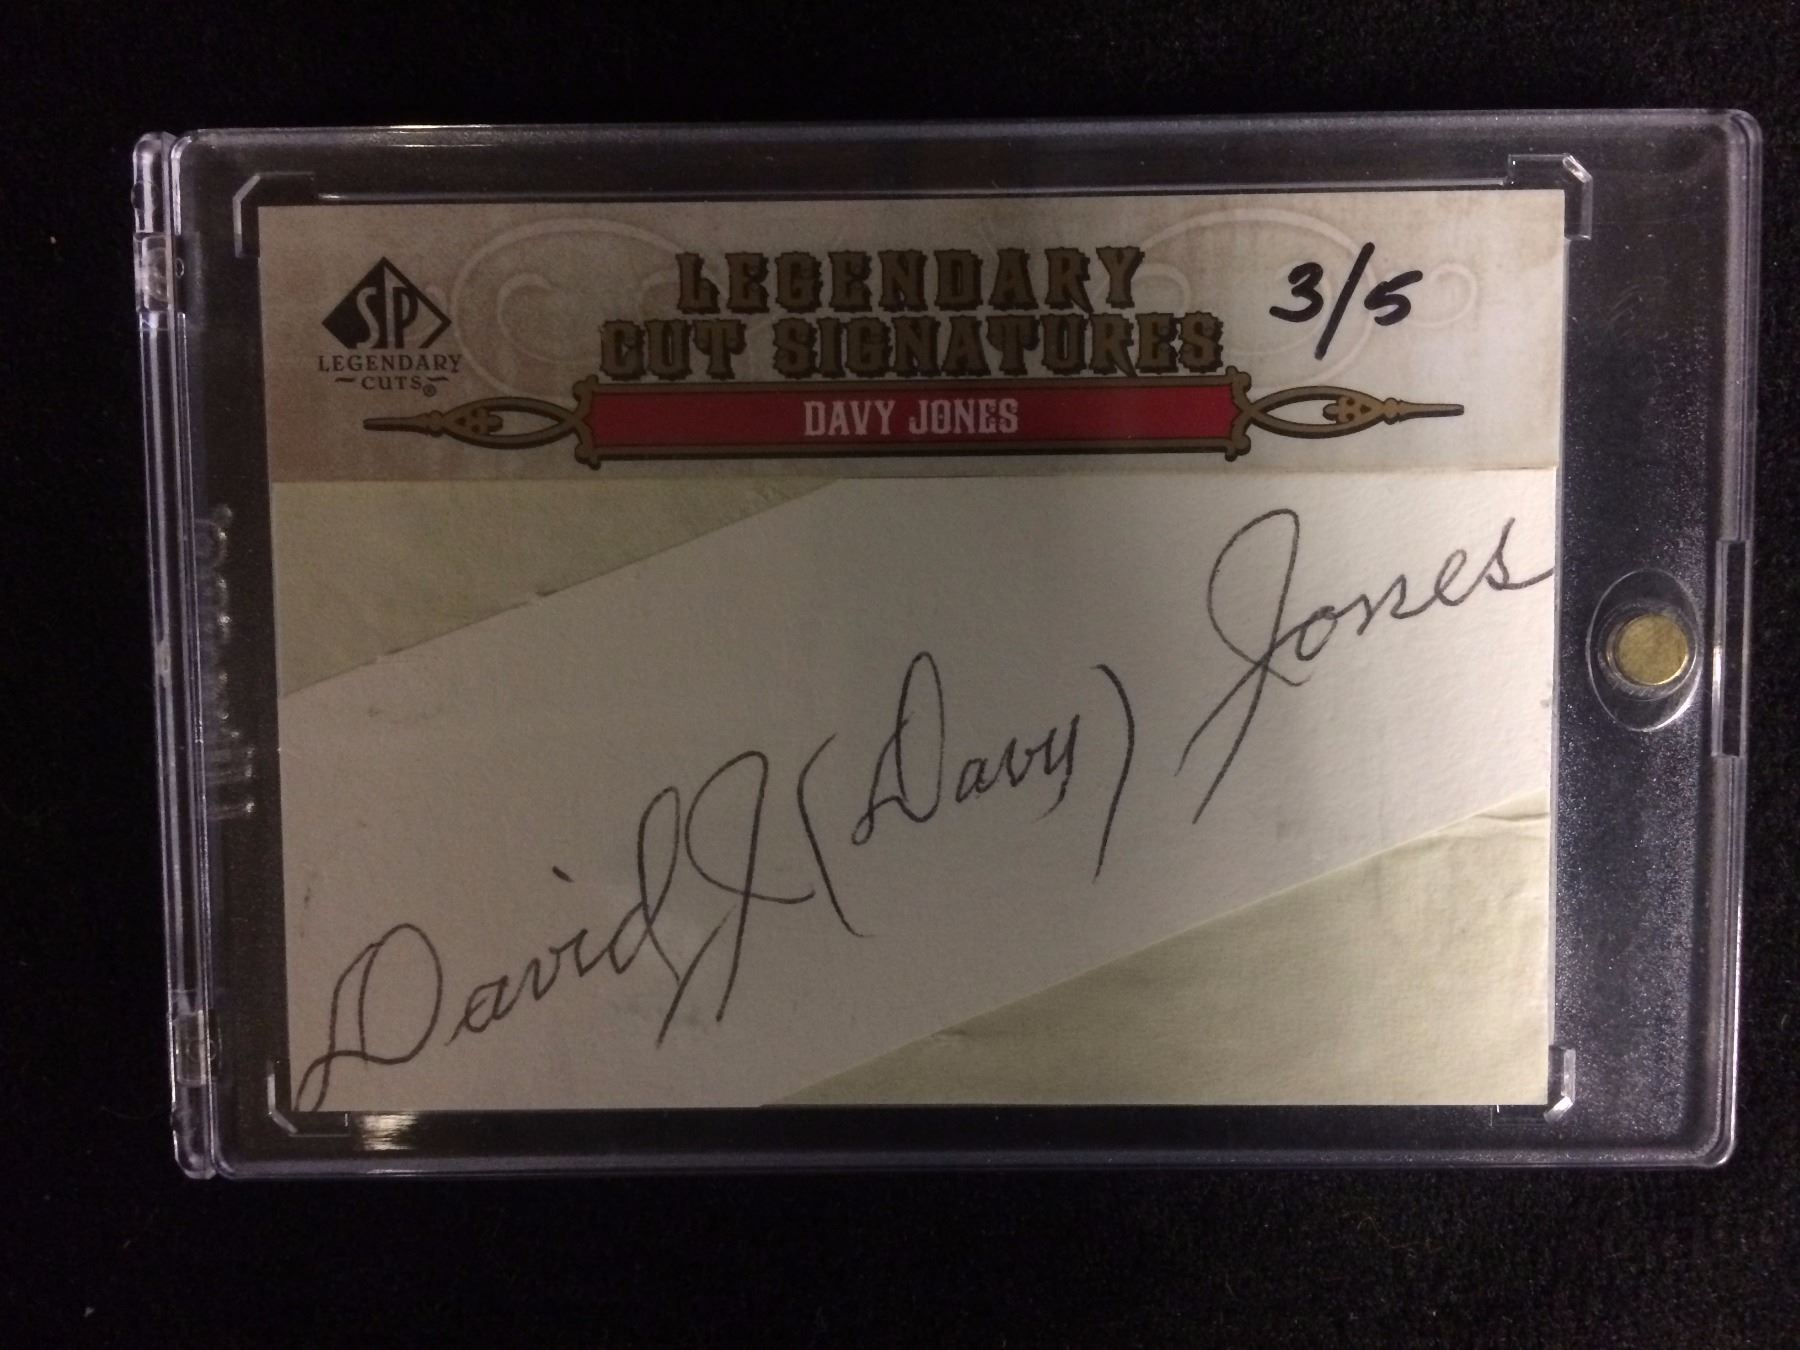 SP
LEGENDARY
~CUTS~®
LEGENDARY
CUT SIGNATURES
3/5
DAVY JONES
David J (Davy) Jones